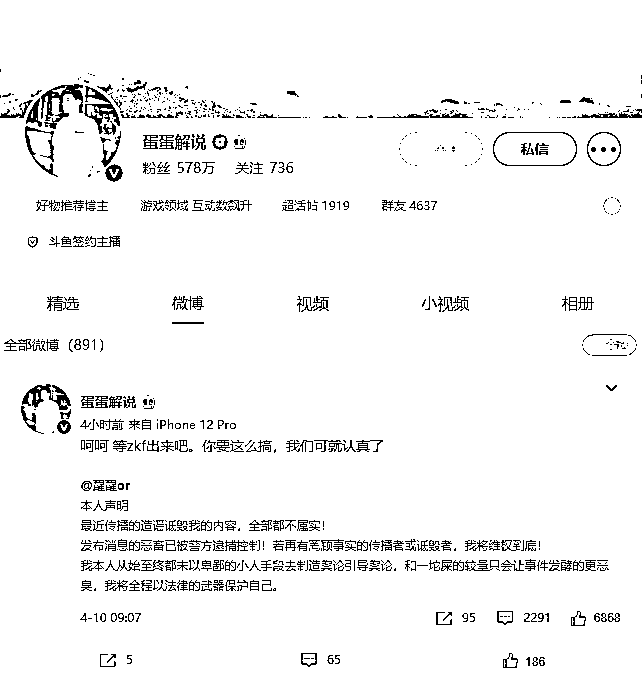 蛋蛋解说
粉丝 578万 关注 736
私信
好物推荐博主 游戏领域 互动数飙升 超活帖 1919 群友 4637
斗鱼签约主播
精选 微博 视频 小视频 相册
全部微博（891）
蛋蛋解说
4小时前 来自 iPhone 12 Pro
呵呵 等zkf出来吧。你要这么搞，我们可就认真了
@醒醒or
本人声明
最近传播的造谣诋毁我的内容，全部都不属实！
发布消息的恶畜已被警方逮捕控制！若再有罔顾事实的传播者或诋毁者，我将维权到底！
我本人从始至终都未以卑鄙的小人手段去制造舆论引导舆论，和一坨屎的较量只会让事件发酵的更恶
臭，我将全程以法律的武器保护自己。
4-10 09:07 95 2291 6868
5 65 186